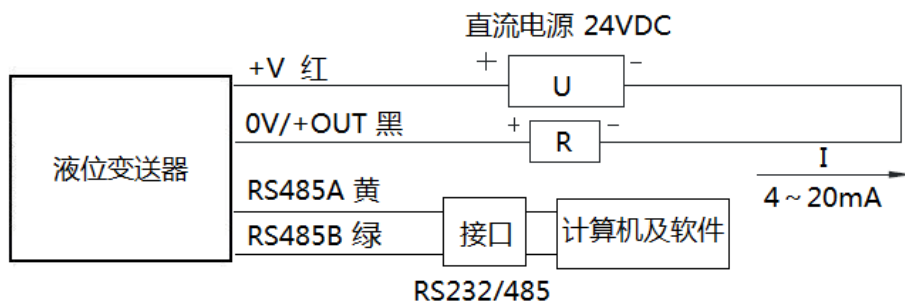 直流电源 24VDC
+V 红
+
−
U
0V/+OUT 黑
+
−
R
液位变送器
I
4～20mA
RS485A 黄
RS485B 绿
接口
计算机及软件
RS232/485